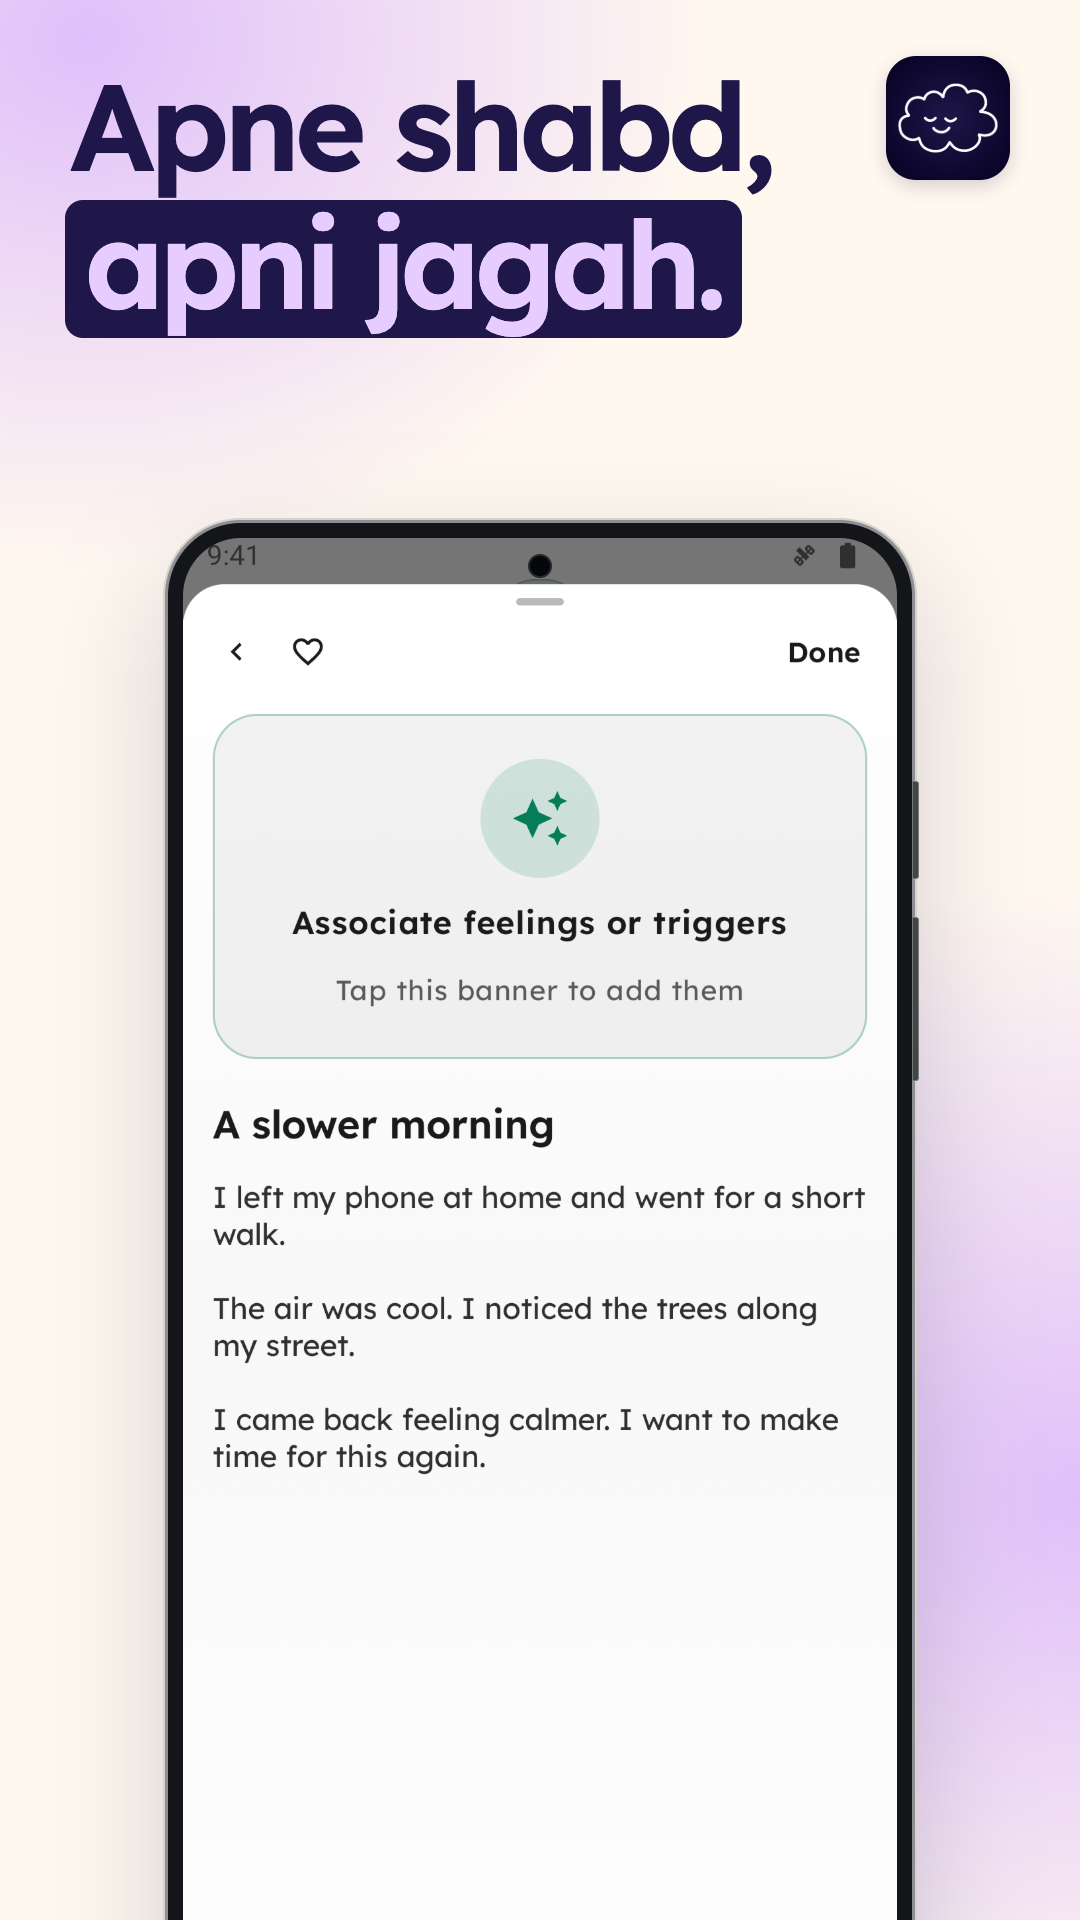 Apne shabd,
apni jagah.
9:41
Done
Associate feelings or triggers
Tap this banner to add them
A slower morning
I left my phone at home and went for a short
walk.
The air was cool. I noticed the trees along
my street.
I came back feeling calmer. I want to make
time for this again.